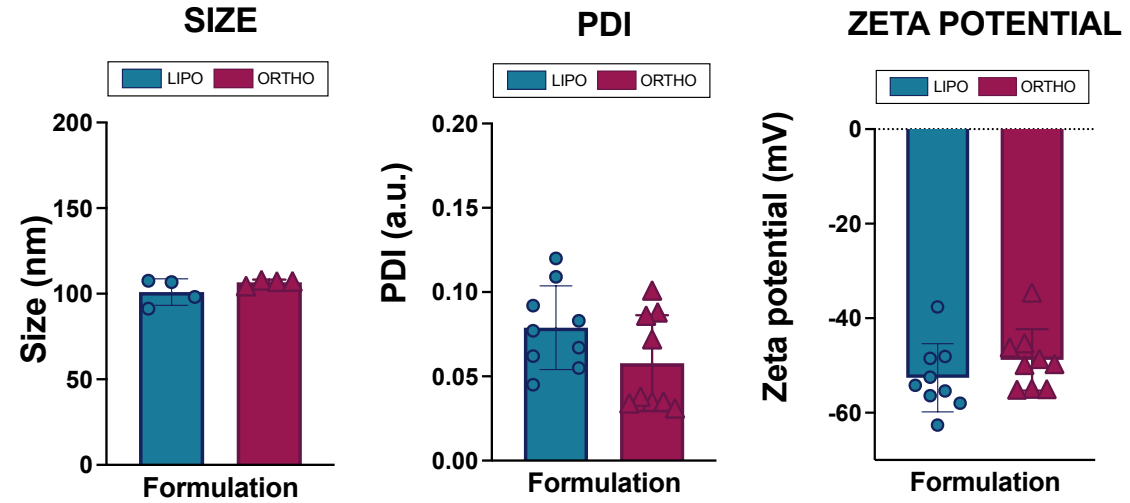 SIZE
LIPO ORTHO
Size (nm)
200
150
100
50
0
Formulation
PDI
LIPO ORTHO
PDI (a.u.)
0.20
0.15
0.10
0.05
0.00
Formulation
ZETA POTENTIAL
LIPO ORTHO
Zeta potential (mV)
0
-20
-40
-60
Formulation